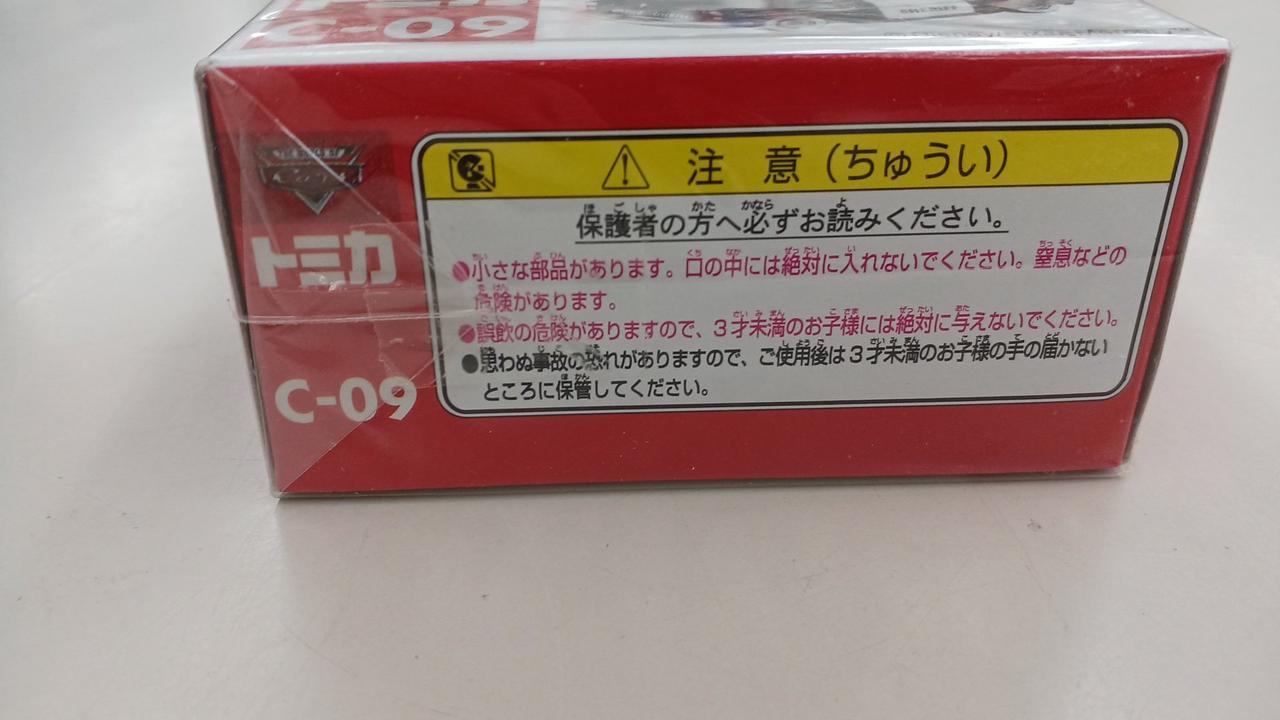 トミカ
C-09
THE WORLD OF
Cars
トミカ
C-09
注 意（ちゅうい）
保護者の方へ必ずお読みください。
●小さな部品があります。口の中には絶対に入れないでください。窒息などの
危険があります。
●誤飲の危険がありますので、3才未満のお子様には絶対に与えないでください。
●思わぬ事故の恐れがありますので、ご使用後は3才未満のお子様の手の届かない
ところに保管してください。